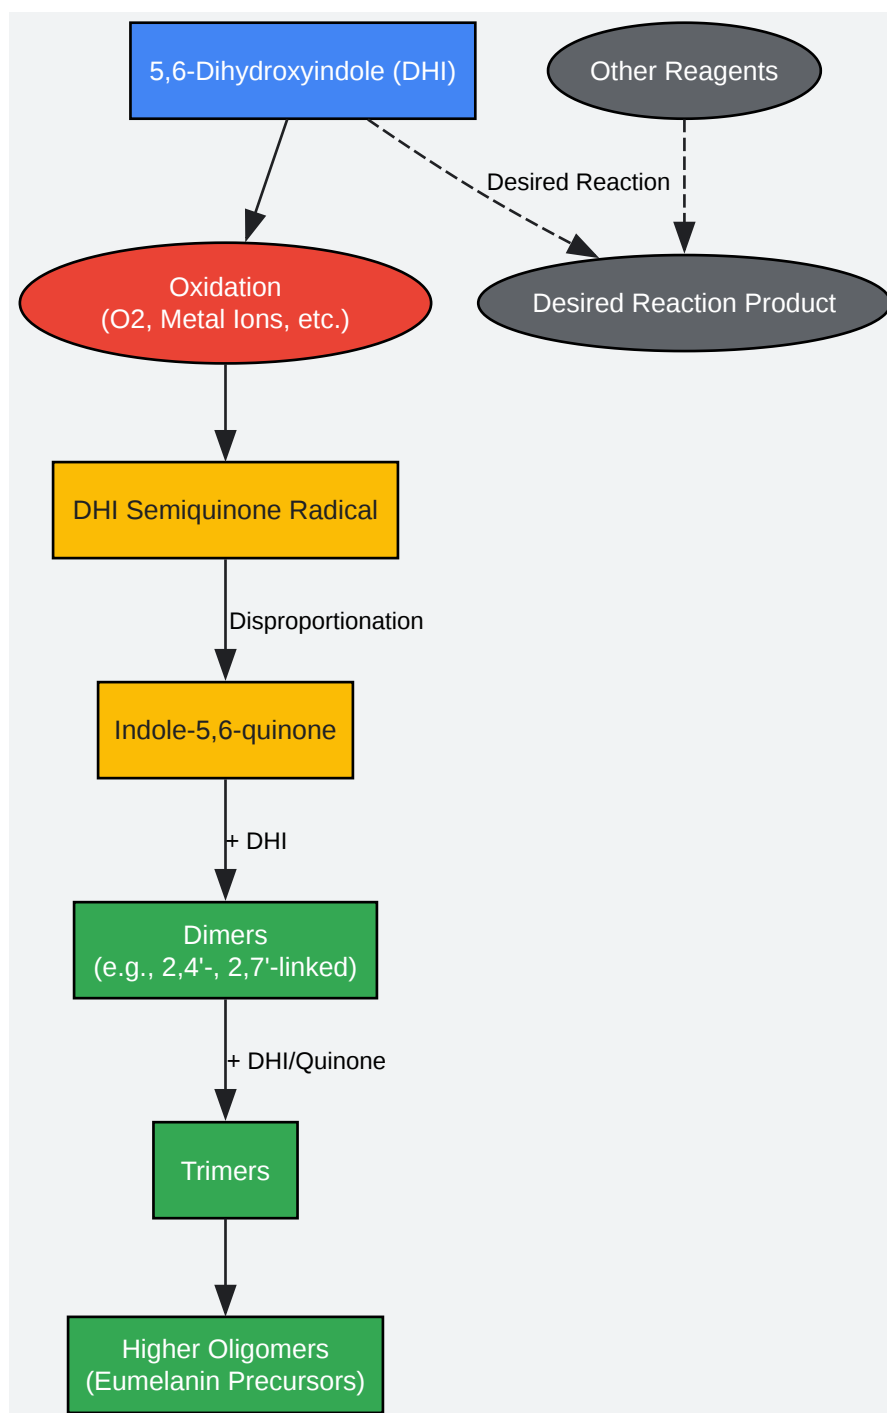 5,6-Dihydroxyindole (DHI)
Other Reagents
Desired Reaction
Oxidation
(O2, Metal Ions, etc.)
Desired Reaction Product
DHI Semiquinone Radical
Disproportionation
Indole-5,6-quinone
+ DHI
Dimers
(e.g., 2,4'-, 2,7'-linked)
+ DHI/Quinone
Trimers
Higher Oligomers
(Eumelanin Precursors)